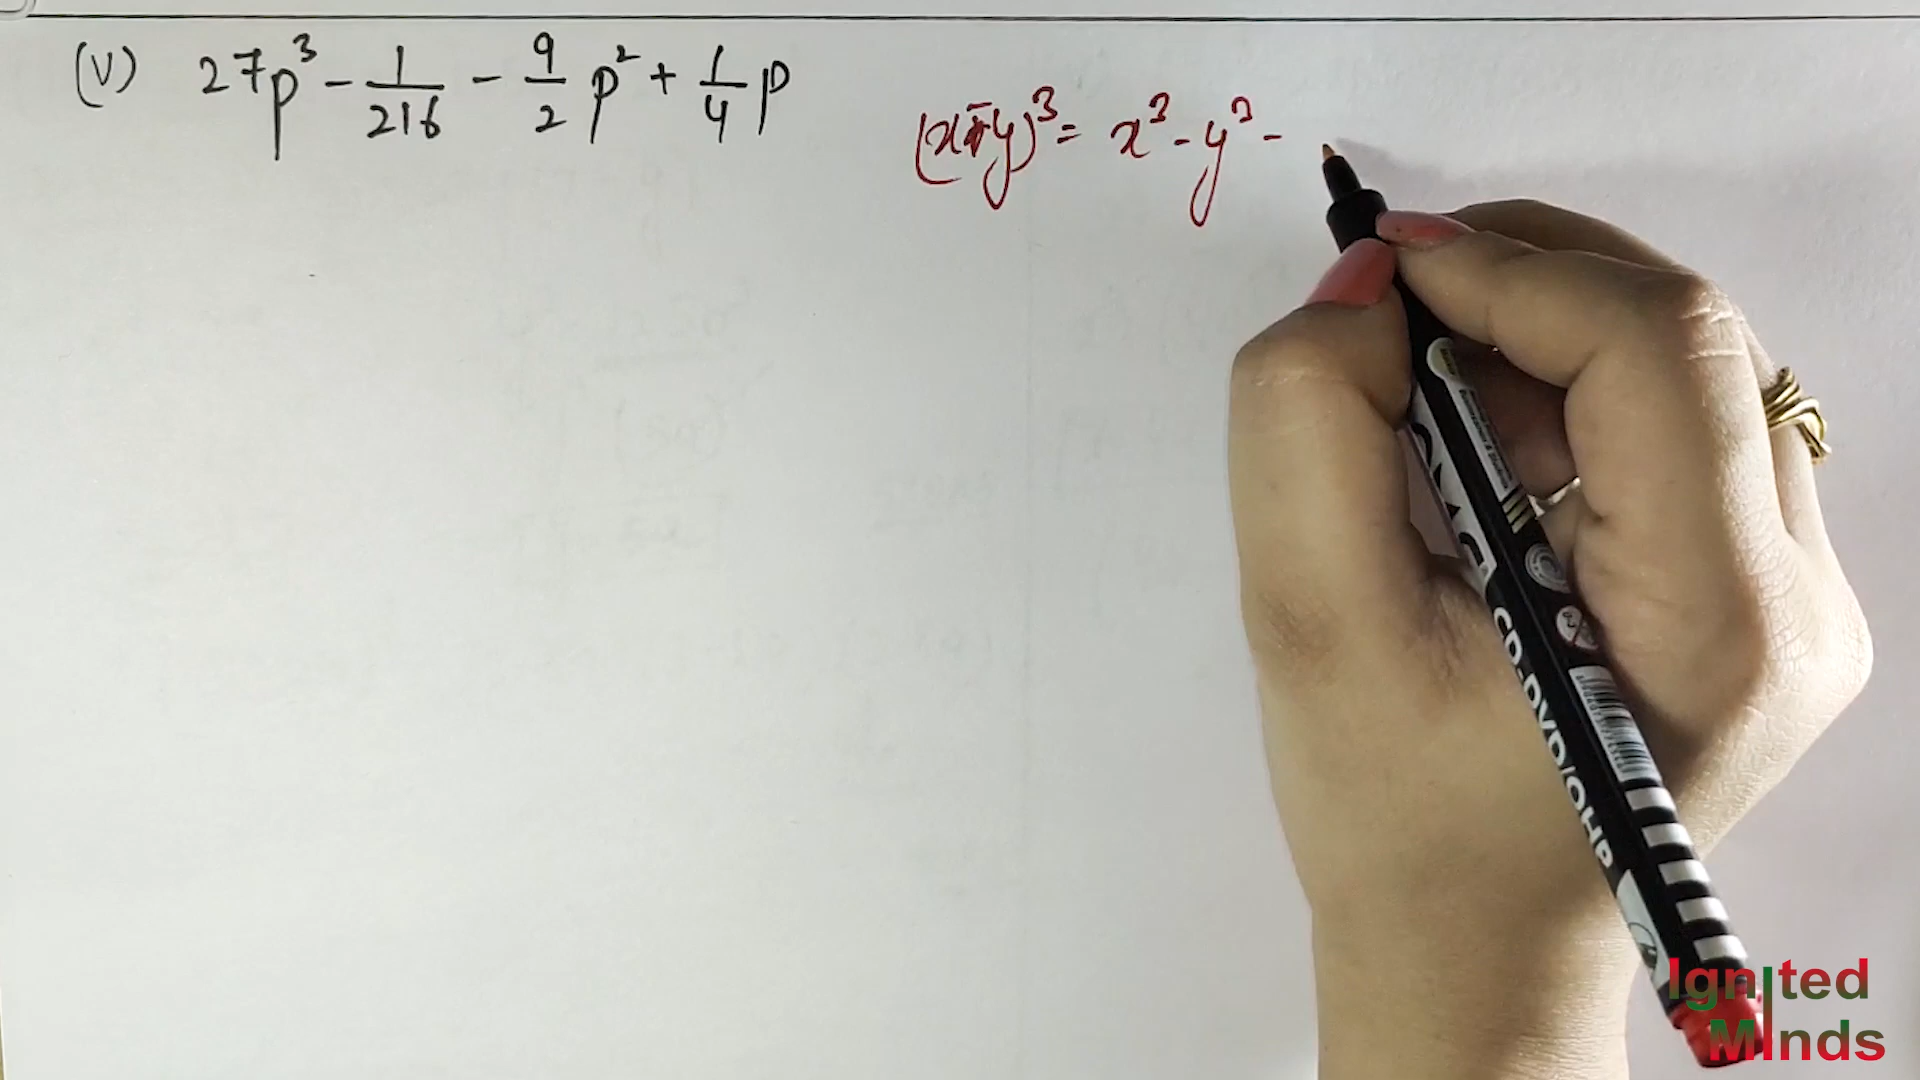 (V) 27p³ - 1/216 - 9/2 p² + 1/4 p
(x-y)³ = x³ - y³ -
CD-DVD/OHP
Ignited
Minds